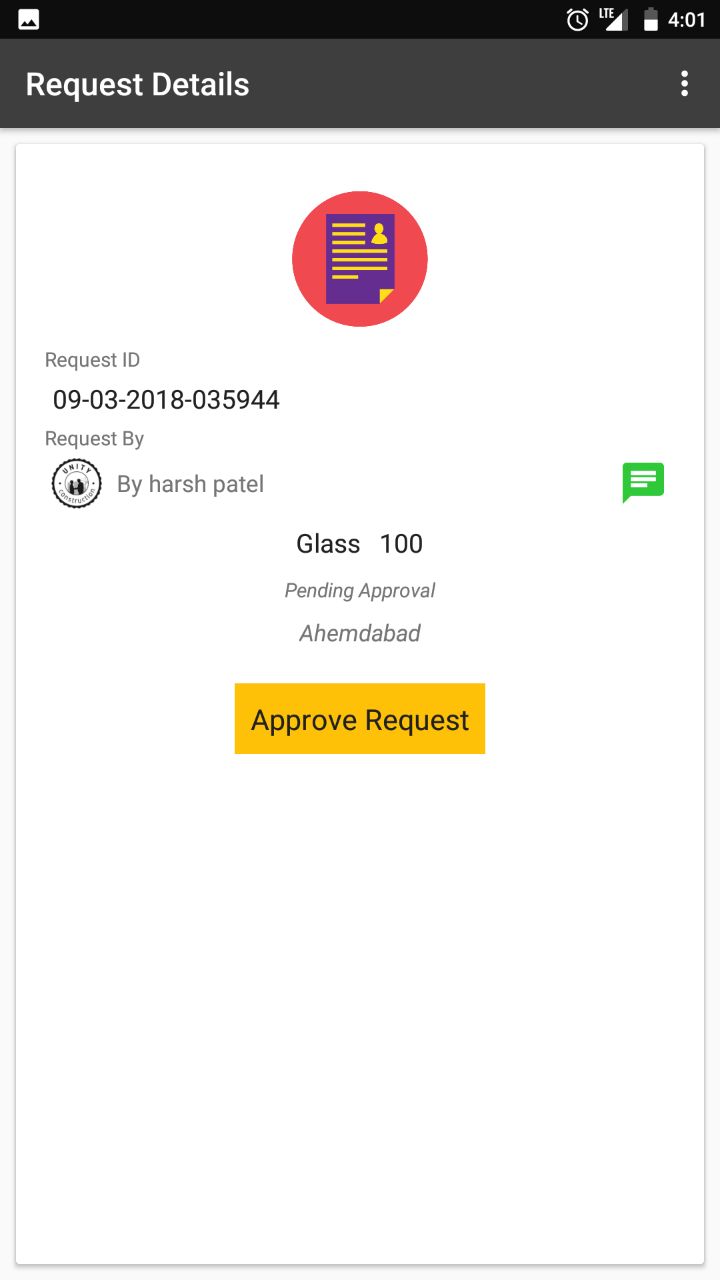 LTE 4:01
Request Details
Request ID
09-03-2018-035944
Request By
UNITY
construction
By harsh patel
Glass 100
Pending Approval
Ahemdabad
Approve Request